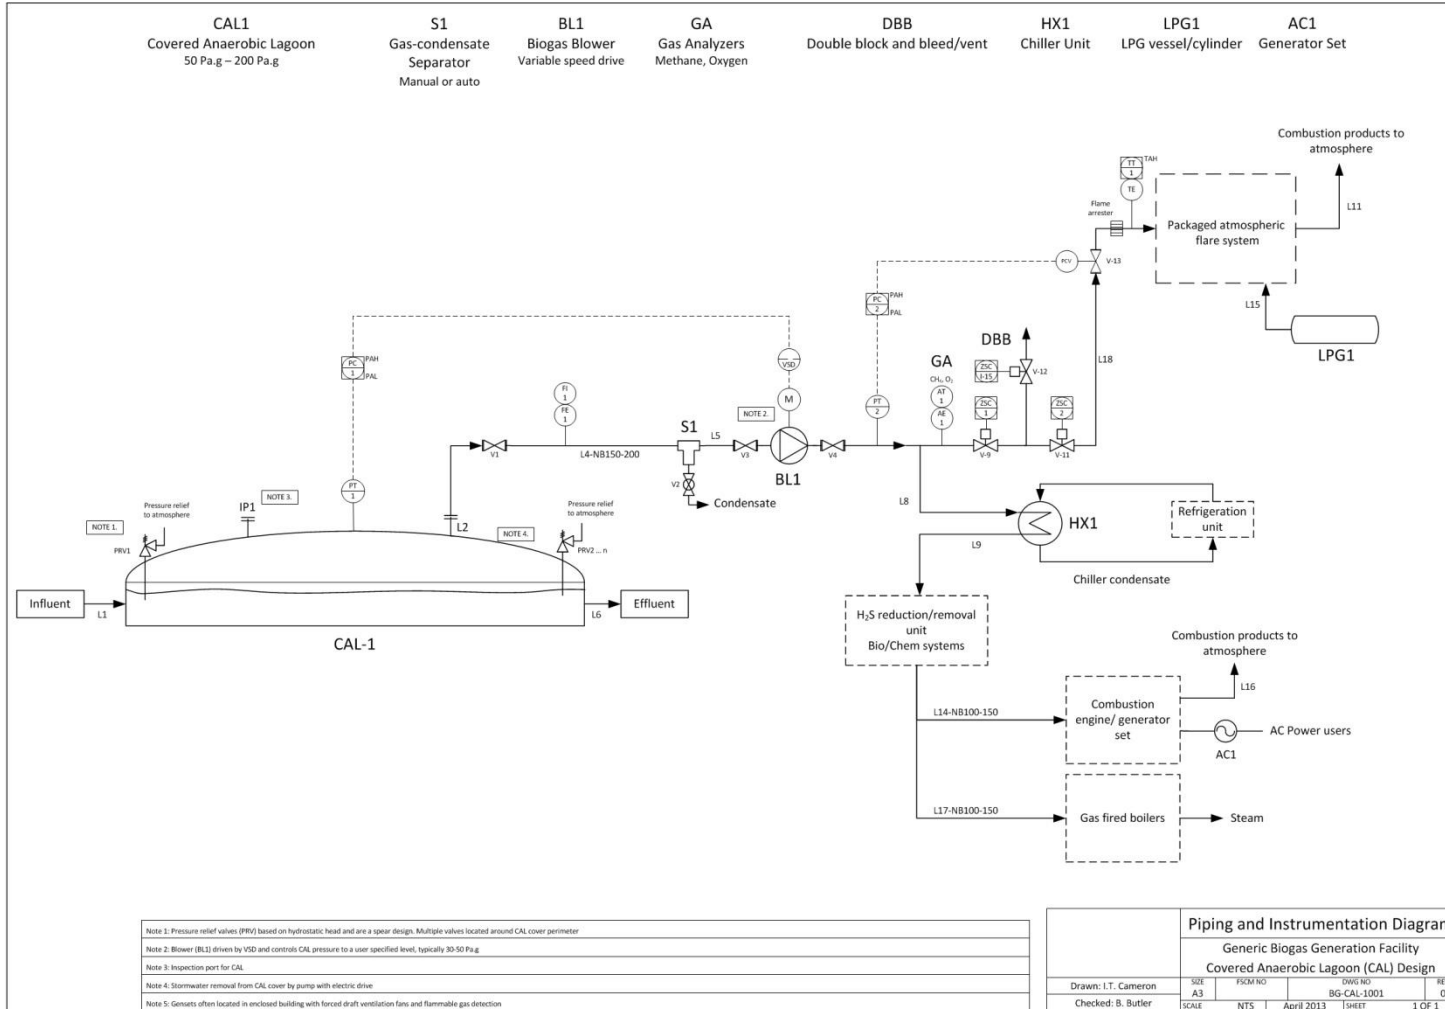 CAL1
Covered Anaerobic Lagoon
50 Pa.g – 200 Pa.g
S1
Gas-condensate
Separator
Manual or auto
BL1
Biogas Blower
Variable speed drive
GA
Gas Analyzers
Methane, Oxygen
DBB
Double block and bleed/vent
HX1
Chiller Unit
LPG1
LPG vessel/cylinder
AC1
Generator Set
Combustion products to
atmosphere
L11
TT
1
TAH
TE
Flame
arrester
Packaged atmospheric
flare system
PCV
V-13
L15
LPG1
L18
PC
2
PAH
PAL
DBB
ZSC
I-15
V-12
GA
CH₄, O₂
AT
1
AE
1
ZSC
1
ZSC
2
V-9
V-11
PC
1
PAH
PAL
VSD
M
NOTE 2.
PT
2
FI
1
FE
1
S1
L5
V1
L4-NB150-200
V3
BL1
V4
V2
Condensate
L8
HX1
Refrigeration
unit
L9
Chiller condensate
PT
1
NOTE 3.
IP1
Pressure relief
to atmosphere
NOTE 1.
PRV1
L2
NOTE 4.
Pressure relief
to atmosphere
PRV2 ... n
Influent
L1
L6
Effluent
CAL-1
H₂S reduction/removal
unit
Bio/Chem systems
Combustion products to
atmosphere
L16
L14-NB100-150
Combustion
engine/ generator
set
AC1
AC Power users
L17-NB100-150
Gas fired boilers
Steam
Note 1: Pressure relief valves (PRV) based on hydrostatic head and are a spear design. Multiple valves located around CAL cover perimeter
Note 2: Blower (BL1) driven by VSD and controls CAL pressure to a user specified level, typically 30-50 Pa.g
Note 3: Inspection port for CAL
Note 4: Stormwater removal from CAL cover by pump with electric drive
Note 5: Gensets often located in enclosed building with forced draft ventilation fans and flammable gas detection
Piping and Instrumentation Diagram
Generic Biogas Generation Facility
Covered Anaerobic Lagoon (CAL) Design
Drawn: I.T. Cameron
Checked: B. Butler
SIZE
A3
FSCM NO
DWG NO
BG-CAL-1001
RE
0
SCALE
NTS
April 2013
SHEET
1 OF 1